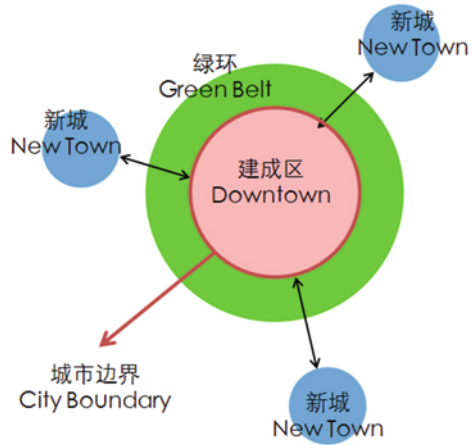 新城
New Town
绿环
Green Belt
新城
New Town
建成区
Downtown
城市边界
City Boundary
新城
New Town